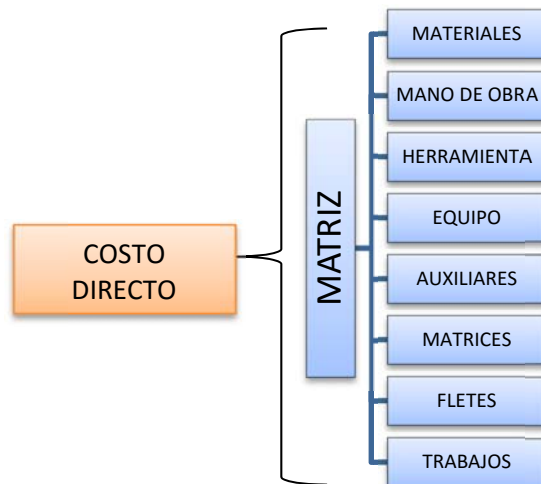 COSTO
DIRECTO
MATRIZ
MATERIALES
MANO DE OBRA
HERRAMIENTA
EQUIPO
AUXILIARES
MATRICES
FLETES
TRABAJOS